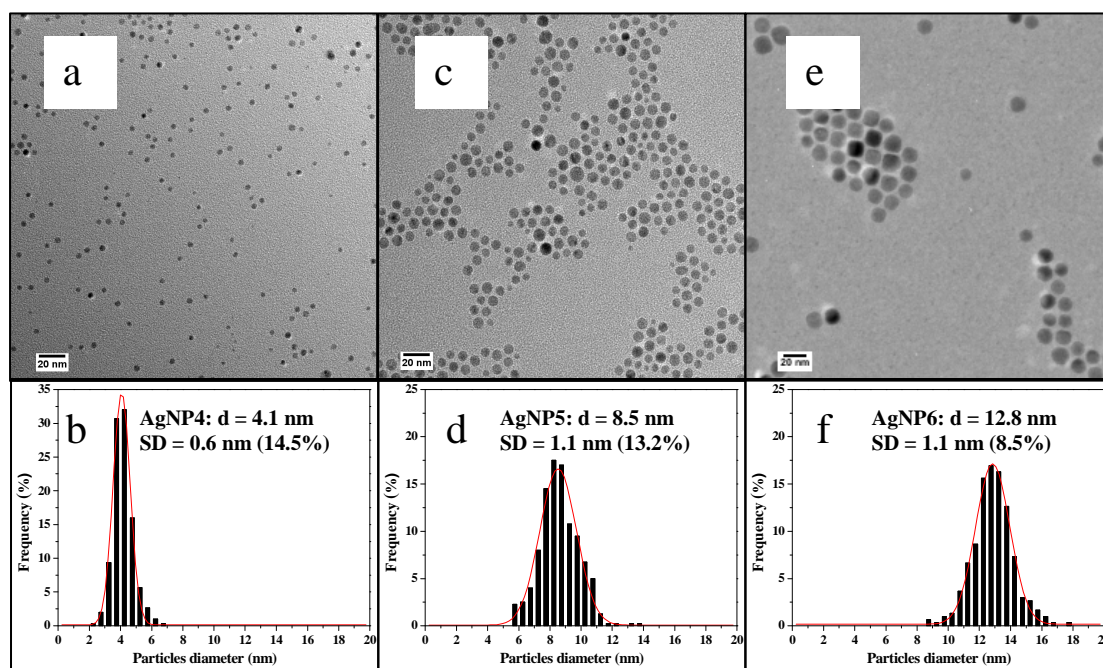 a
c
e
20 nm
20 nm
20 nm
b
AgNP4: d = 4.1 nm
SD = 0.6 nm (14.5%)
Frequency (%)
35
30
25
20
15
10
5
0
0 2 4 6 8 10 12 14 16 18 20
Particles diameter (nm)
d
AgNP5: d = 8.5 nm
SD = 1.1 nm (13.2%)
Frequency (%)
25
20
15
10
5
0
0 2 4 6 8 10 12 14 16 18 20
Particles diameter (nm)
f
AgNP6: d = 12.8 nm
SD = 1.1 nm (8.5%)
Frequency (%)
25
20
15
10
5
0
0 2 4 6 8 10 12 14 16 18 20
Particles diameter (nm)